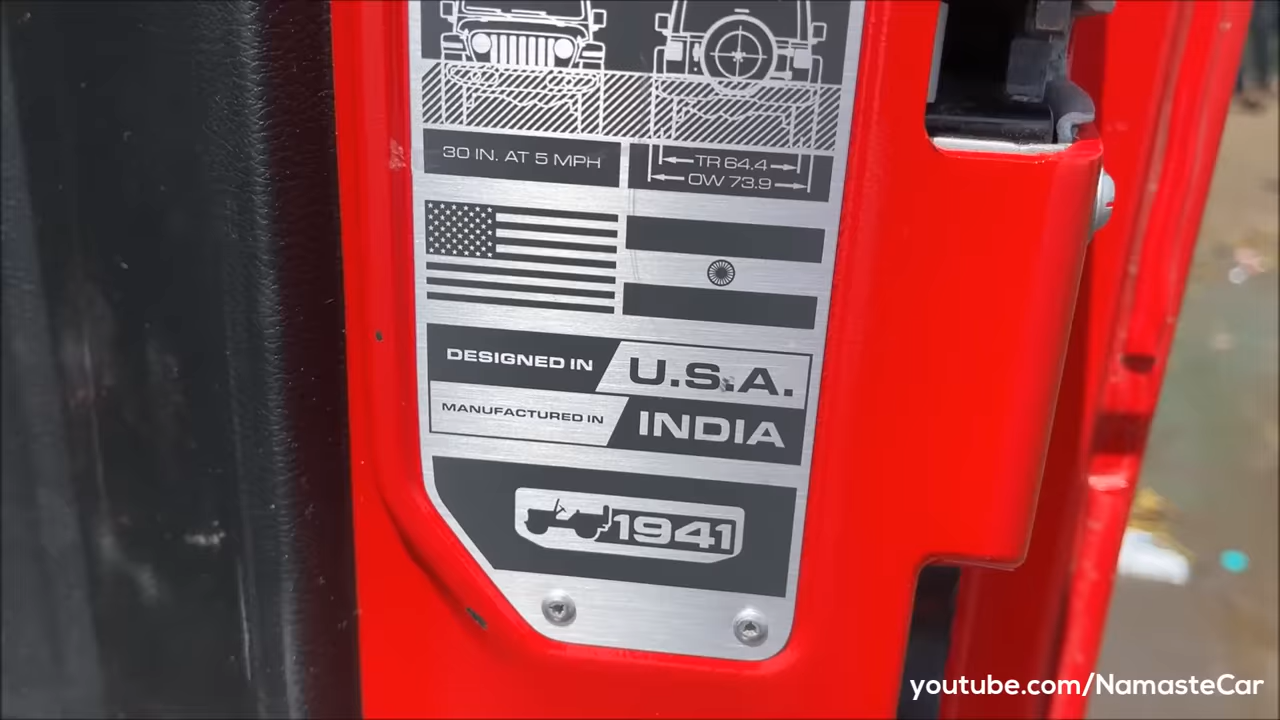 30 IN. AT 5 MPH
TR 64.4
OW 73.9
DESIGNED IN U.S.A.
MANUFACTURED IN INDIA
1941
youtube.com/NamasteCar